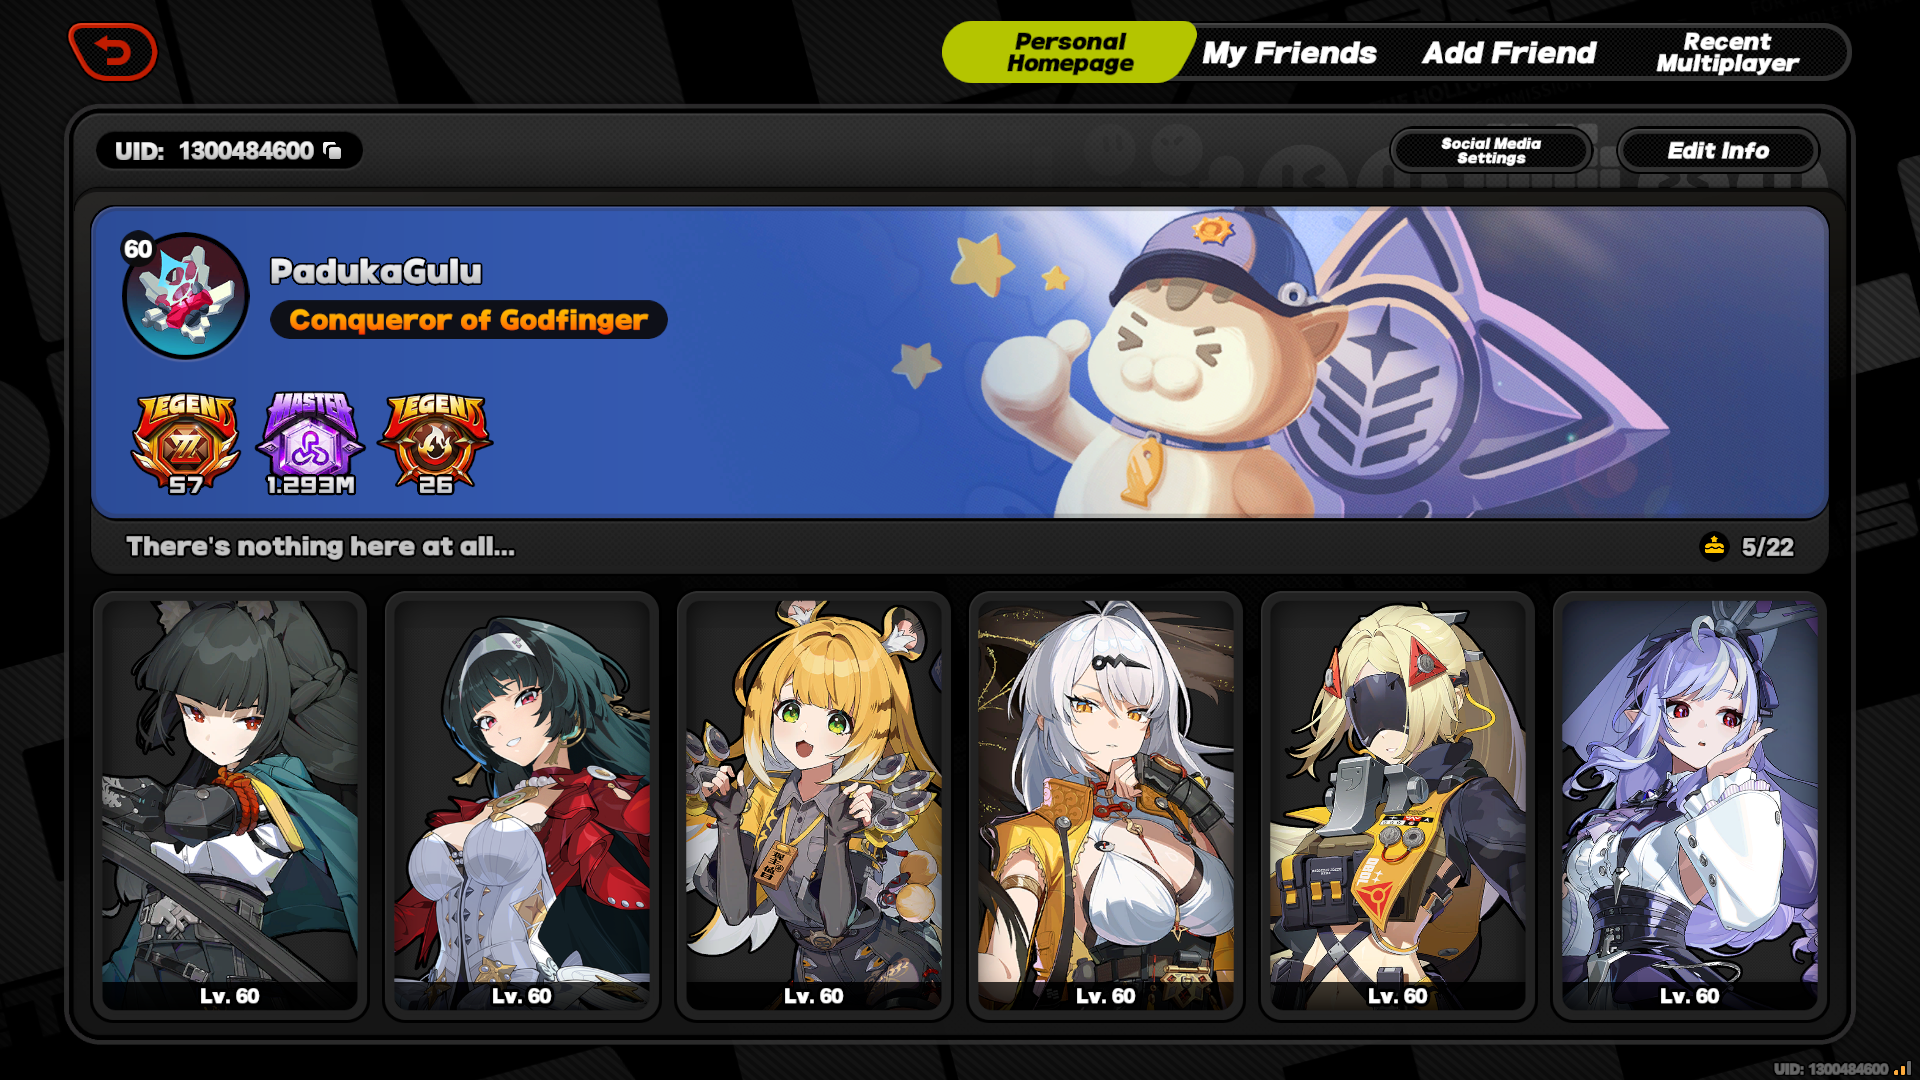 Personal
Homepage
My Friends
Add Friend
Recent
Multiplayer
UID: 1300484600
Social Media
Settings
Edit Info
60
PadukaGulu
Conqueror of Godfinger
LEGEND
57
MASTER
1.293M
LEGEND
26
There's nothing here at all...
5/22
Lv. 60
Lv. 60
Lv. 60
Lv. 60
Lv. 60
Lv. 60
UID: 1300484600